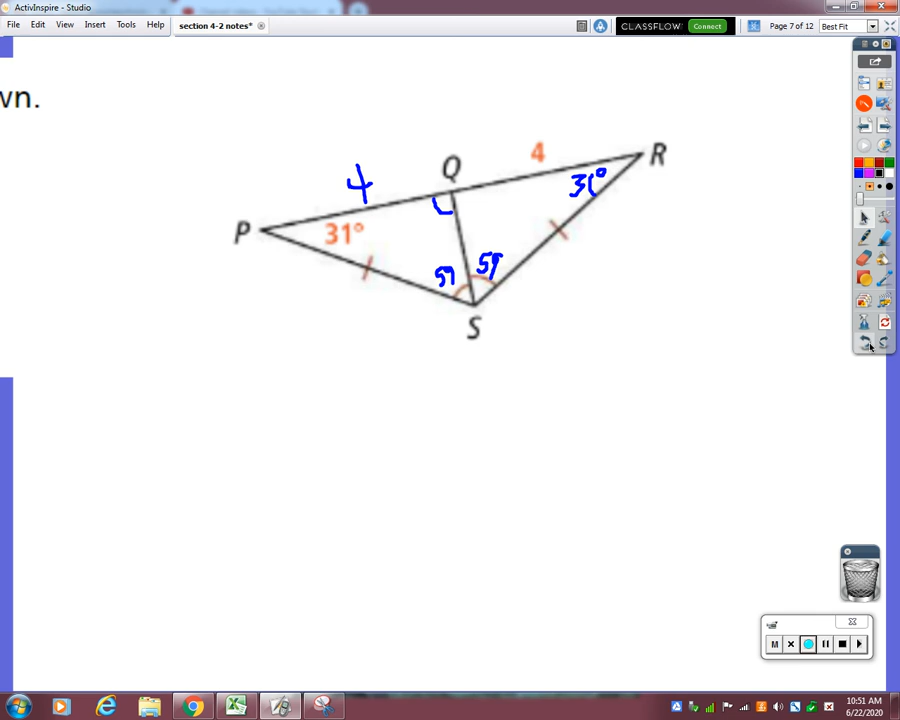 ActivInspire - Studio
File Edit View Insert Tools Help section 4-2 notes* CLASSFLOW Connect Page 7 of 12 Best Fit
wn.
4 Q 4 R
31°
P 31°
59 59
S
M
10:51 AM
6/22/2020